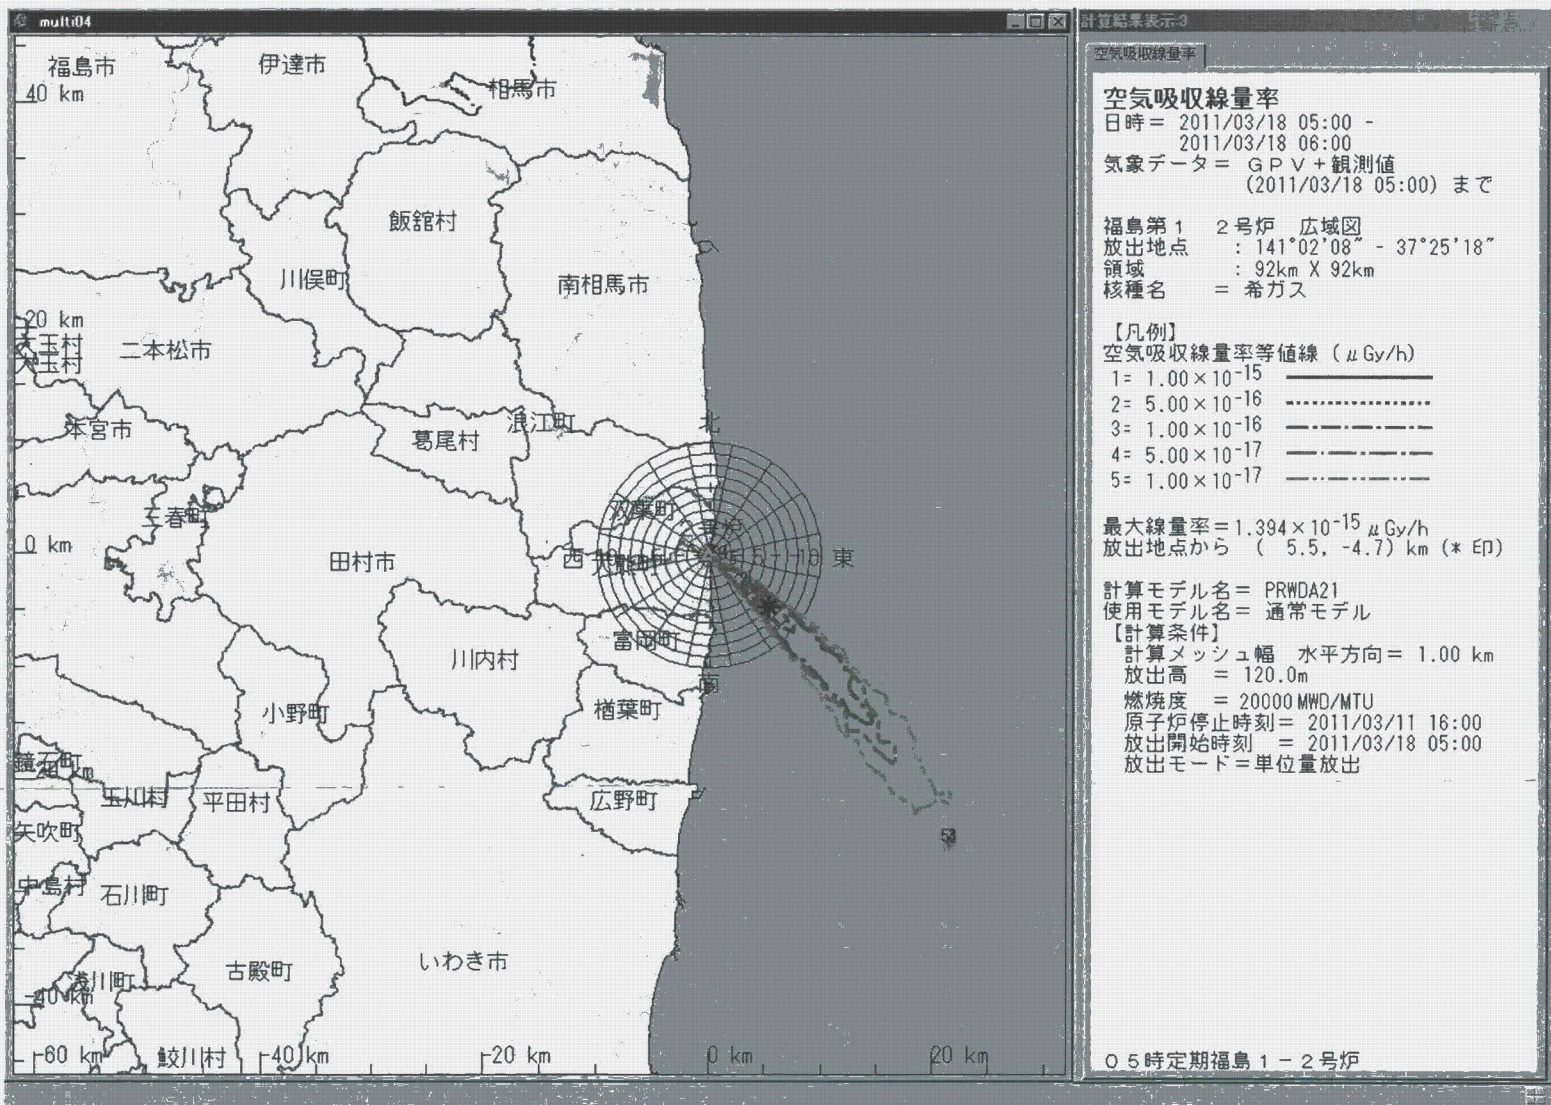 multi04
計算結果表示-3
空気吸収線量率
空気吸収線量率
日時＝ 2011/03/18 05:00 -
2011/03/18 06:00
気象データ＝ ＧＰＶ＋観測値
(2011/03/18 05:00) まで
福島第１　２号炉　広域図
放出地点　： 141°02'08" - 37°25'18"
領域　： 92km X 92km
核種名　＝ 希ガス
【凡例】
空気吸収線量率等値線 (μGy/h)
1= 1.00×10-15
2= 5.00×10-16
3= 1.00×10-16
4= 5.00×10-17
5= 1.00×10-17
最大線量率＝1.394×10-15 μGy/h
放出地点から　( 5.5, -4.7) km (* 印)
計算モデル名＝ PRWDA21
使用モデル名＝ 通常モデル
【計算条件】
計算メッシュ幅　水平方向＝ 1.00 km
放出高　＝ 120.0m
燃焼度　＝ 20000MWD/MTU
原子炉停止時刻＝ 2011/03/11 16:00
放出開始時刻　＝ 2011/03/18 05:00
放出モード＝単位量放出
０５時定期福島１－２号炉
福島市
伊達市
相馬市
40 km
飯舘村
川俣町
南相馬市
20 km
大玉村
二本松市
本宮市
葛尾村
浪江町
北
三春町
双葉町
0 km
田村市
西
東
富岡町
川内村
南
小野町
楢葉町
鏡石町
玉川村
平田村
広野町
矢吹町
中島村
石川町
浅川町
古殿町
いわき市
-40 km
鮫川村
-60 km
-40 km
-20 km
0 km
20 km